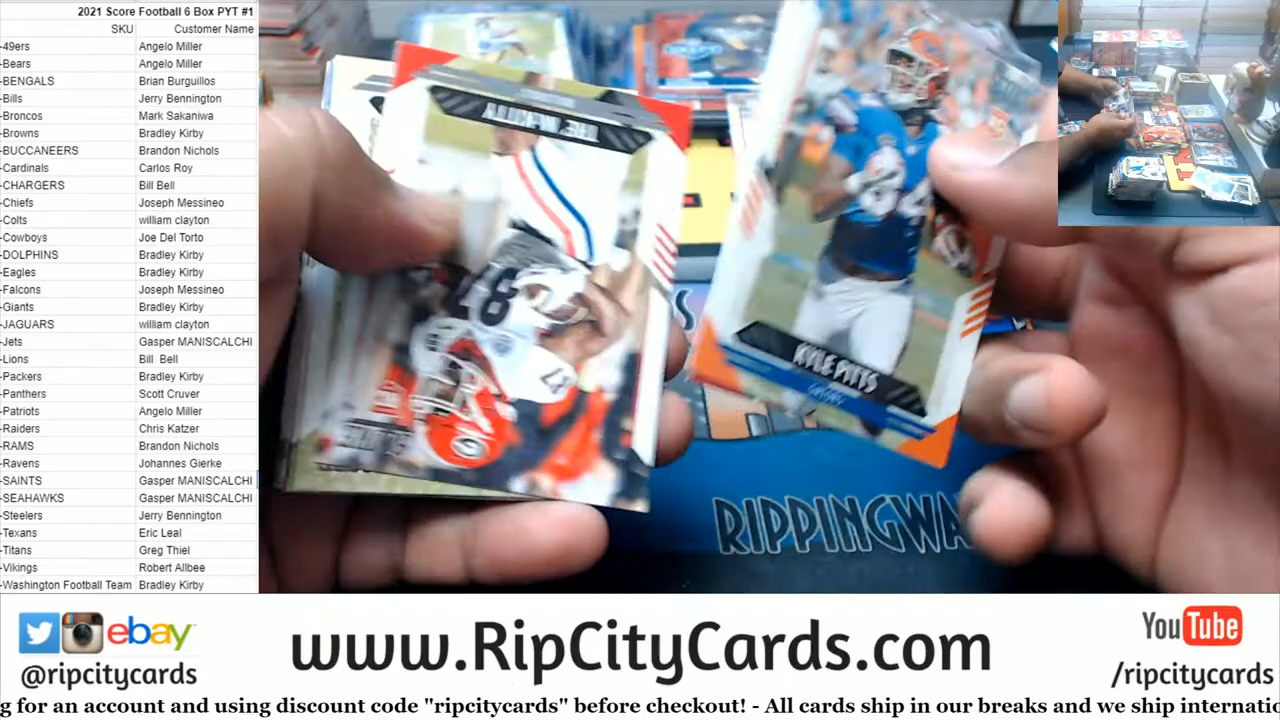 2021 Score Football 6 Box PYT #1
SKU Customer Name
-49ers Angelo Miller
-Bears Angelo Miller
-BENGALS Brian Burguillos
-Bills Jerry Bennington
-Broncos Mark Sakaniwa
-Browns Bradley Kirby
-BUCCANEERS Brandon Nichols
-Cardinals Carlos Roy
-CHARGERS Bill Bell
-Chiefs Joseph Messineo
-Colts william clayton
-Cowboys Joe Del Torto
-DOLPHINS Bradley Kirby
-Eagles Bradley Kirby
-Falcons Joseph Messineo
-Giants Bradley Kirby
-JAGUARS william clayton
-Jets Gasper MANISCALCHI
-Lions Bill Bell
-Packers Bradley Kirby
-Panthers Scott Cruver
-Patriots Angelo Miller
-Raiders Chris Katzer
-RAMS Brandon Nichols
-Ravens Johannes Gierke
-SAINTS Gasper MANISCALCHI
-SEAHAWKS Gasper MANISCALCHI
-Steelers Jerry Bennington
-Texans Eric Leal
-Titans Greg Thiel
-Vikings Robert Allbee
-Washington Football Team Bradley Kirby
KYLE PITTS
84
RIPPINGWA
ebay
@ripcitycards
www.RipCityCards.com
YouTube
/ripcitycards
g for an account and using discount code "ripcitycards" before checkout! - All cards ship in our breaks and we ship internatio